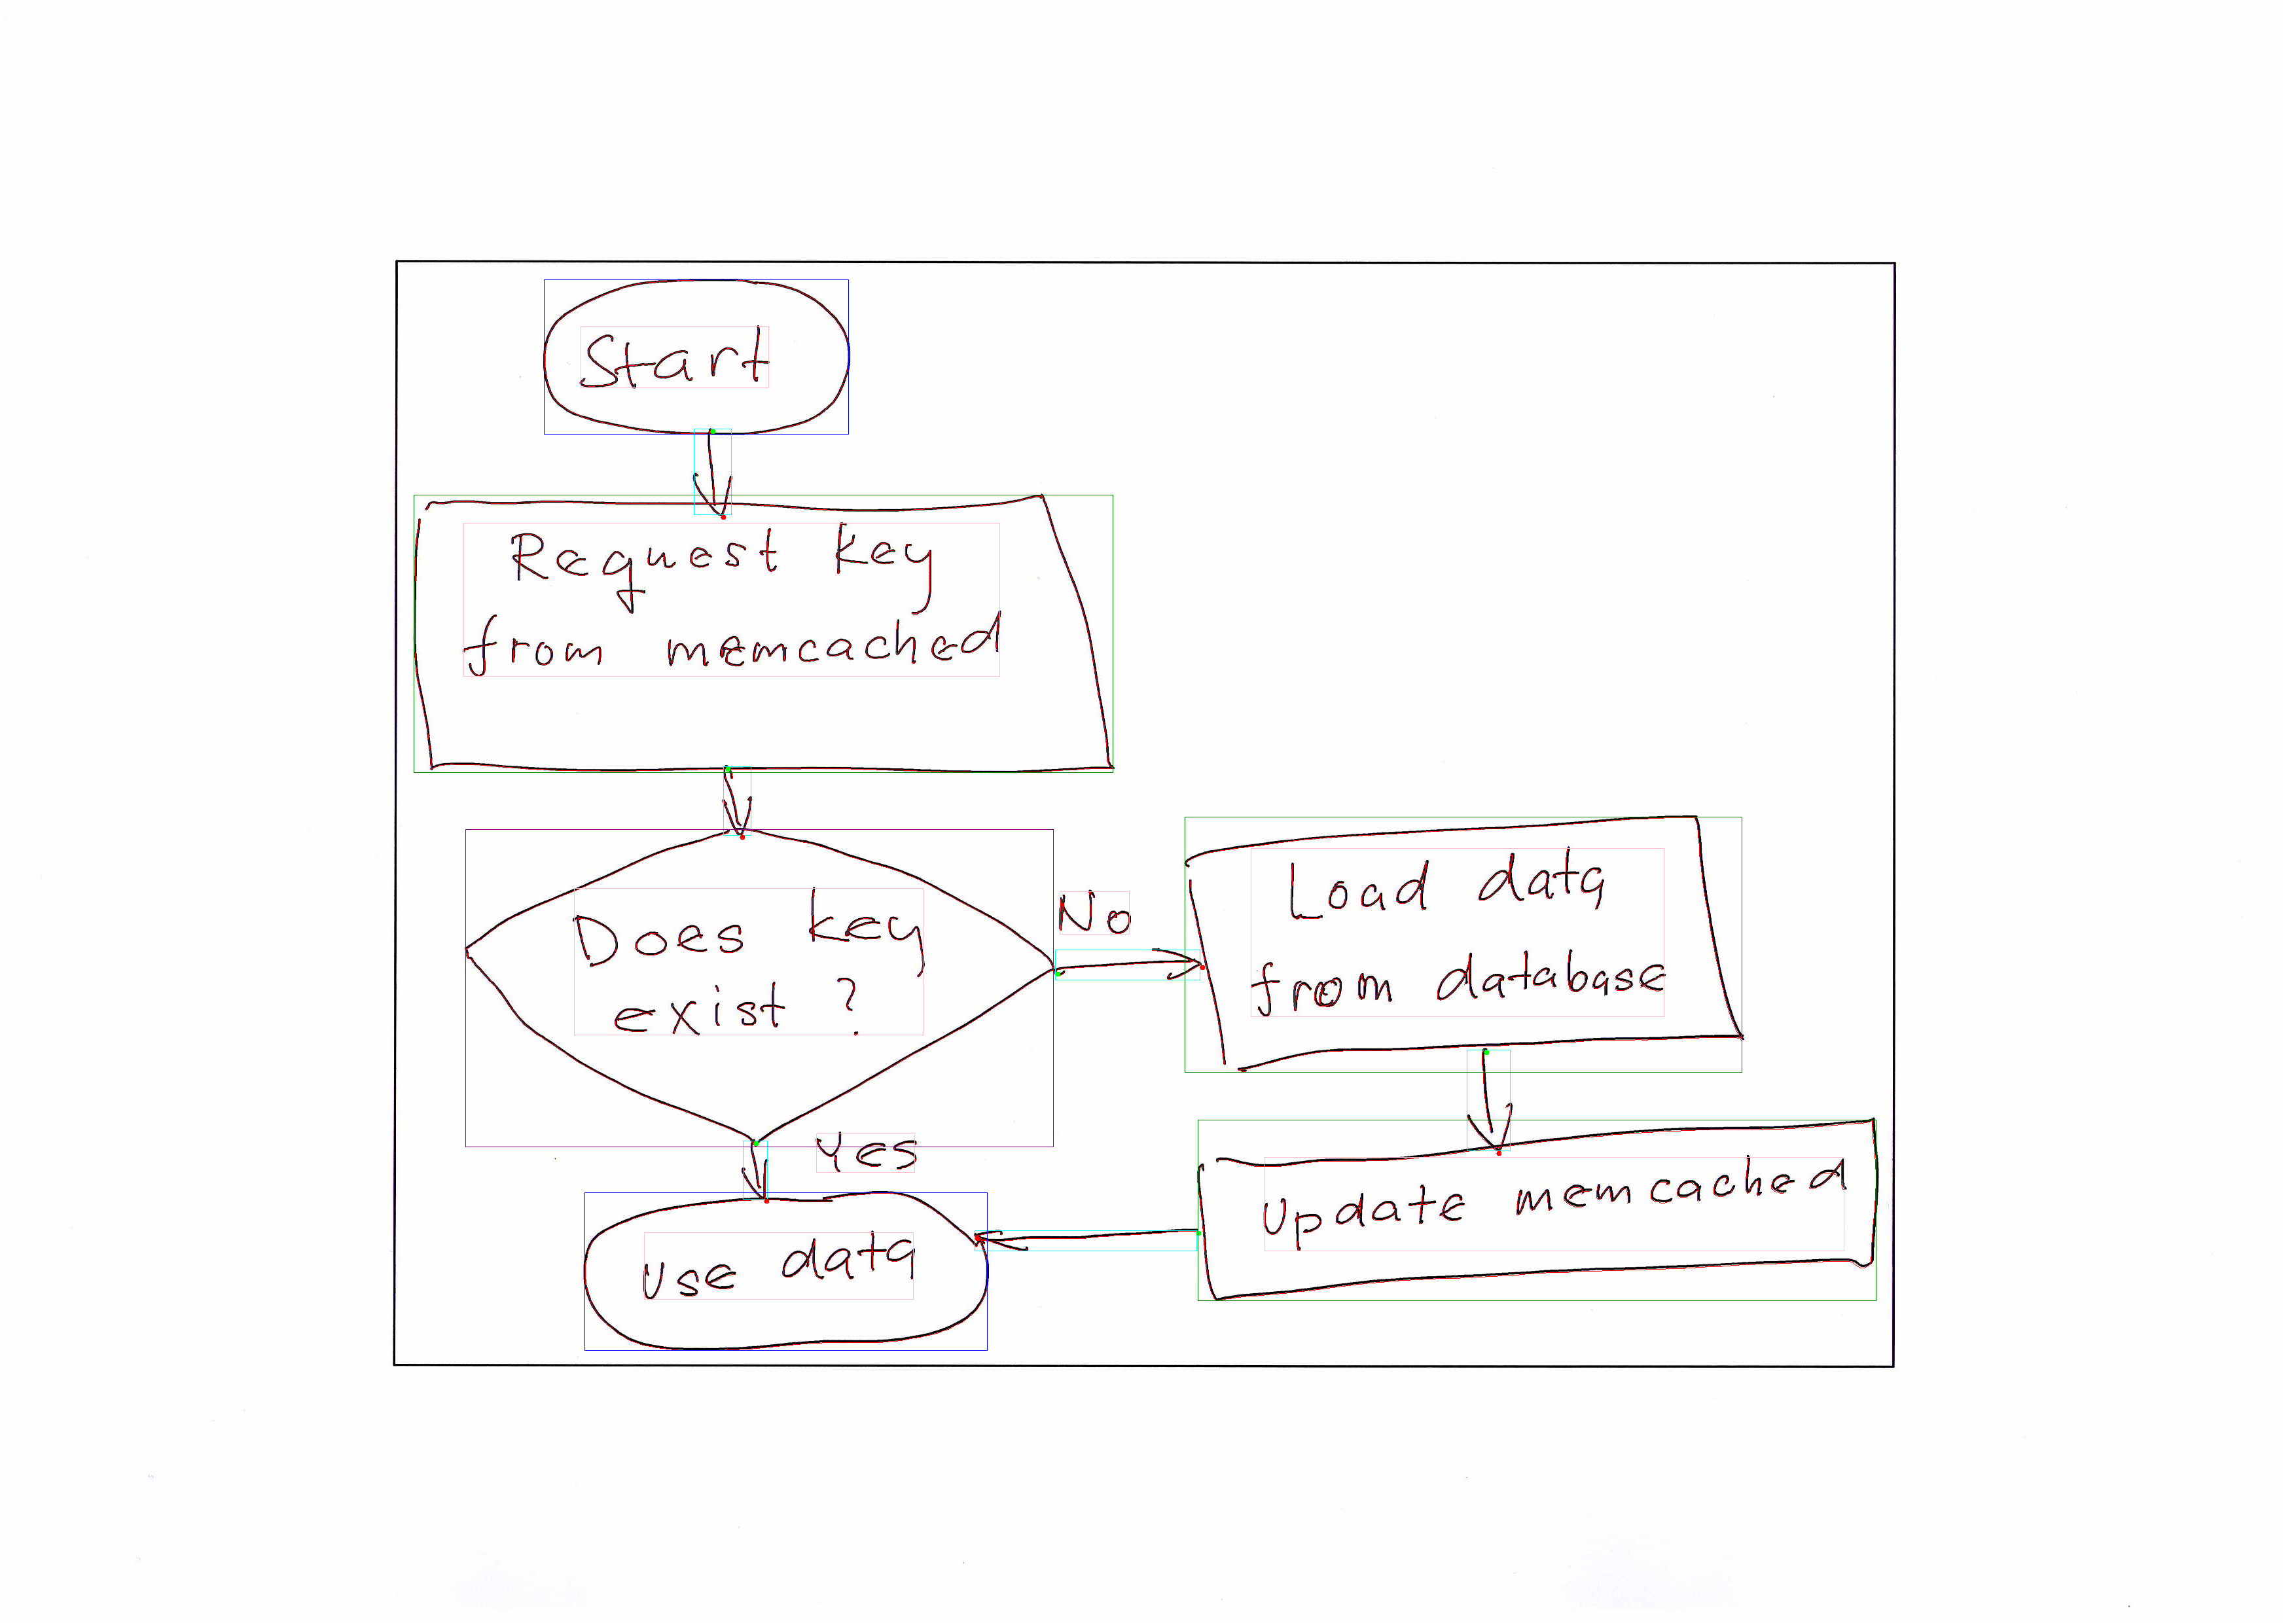 Start
Request key
from memcached
Does key
exist ?
No
Load data
from database
Yes
Update memcached
use data